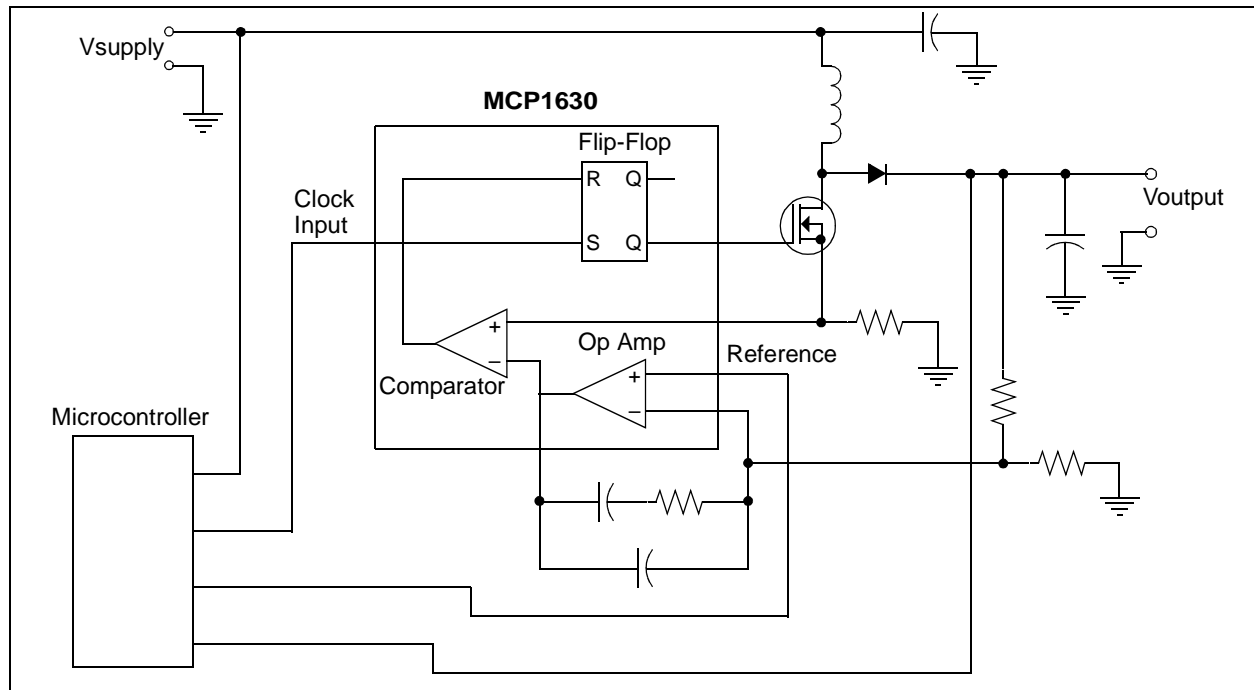 Vsupply
MCP1630
Flip-Flop
R Q
S Q
Clock
Input
Voutput
+
−
Comparator
Op Amp
+
−
Reference
Microcontroller